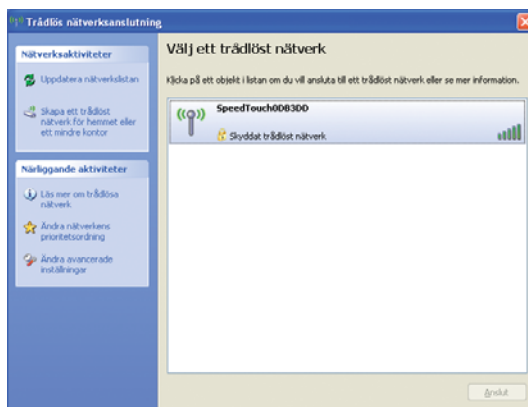 Trådlös nätverksanslutning
Nätverksaktiviteter
Uppdatera nätverkslistan
Skapa ett trådlöst
nätverk för hemmet eller
ett mindre kontor
Närliggande aktiviteter
Läs mer om trådlösa
nätverk
Ändra nätverkens
prioritetsordning
Ändra avancerade
inställningar
Välj ett trådlöst nätverk
Klicka på ett objekt i listan om du vill ansluta till ett trådlöst nätverk eller se mer information.
SpeedTouch0DB3DD
Skyddat trådlöst nätverk
Anslut